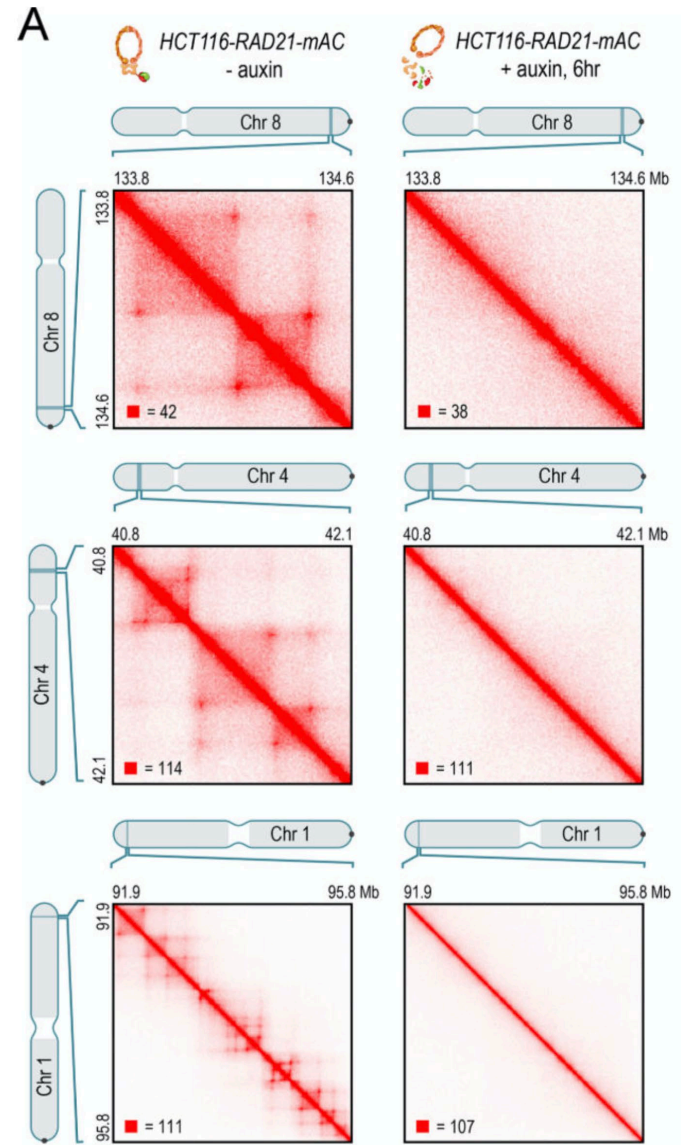 A
HCT116-RAD21-mAC
- auxin
HCT116-RAD21-mAC
+ auxin, 6hr
Chr 8
Chr 8
133.8 134.6
133.8 134.6 Mb
133.8
Chr 8
134.6
= 42
= 38
Chr 4
Chr 4
40.8 42.1
40.8 42.1 Mb
40.8
Chr 4
42.1
= 114
= 111
Chr 1
Chr 1
91.9 95.8 Mb
91.9 95.8 Mb
91.9
Chr 1
95.8
= 111
= 107